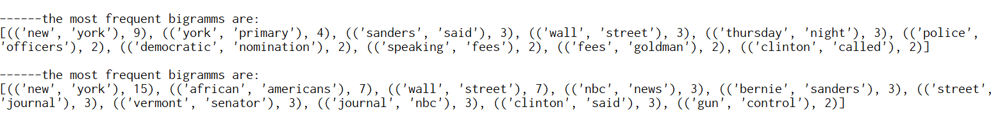 ------the most frequent bigramms are:
[(('new', 'york'), 9), (('york', 'primary'), 4), (('sanders', 'said'), 3), (('wall', 'street'), 3), (('thursday', 'night'), 3), (('police',
'officers'), 2), (('democratic', 'nomination'), 2), (('speaking', 'fees'), 2), (('fees', 'goldman'), 2), (('clinton', 'called'), 2)]
------the most frequent bigramms are:
[(('new', 'york'), 15), (('african', 'americans'), 7), (('wall', 'street'), 7), (('nbc', 'news'), 3), (('bernie', 'sanders'), 3), (('street',
'journal'), 3), (('vermont', 'senator'), 3), (('journal', 'nbc'), 3), (('clinton', 'said'), 3), (('gun', 'control'), 2)]